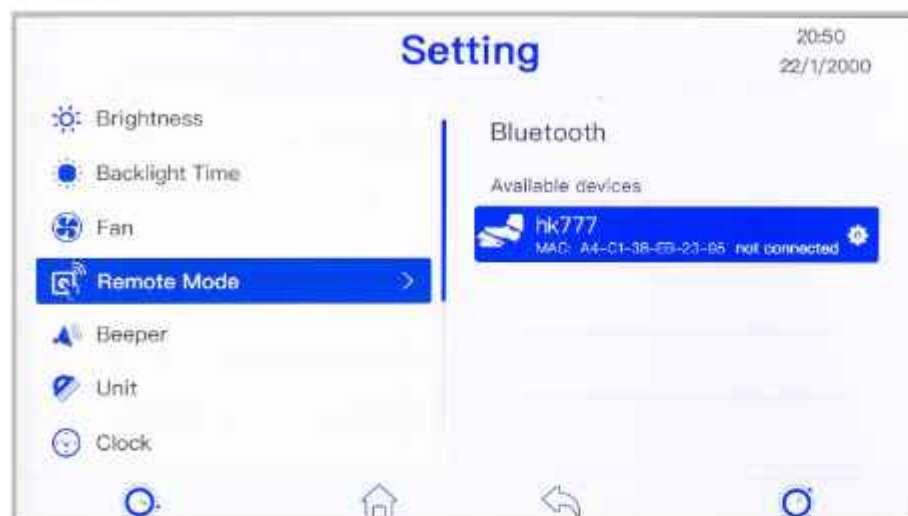 Setting
20:50
22/1/2000
Brightness
Backlight Time
Fan
Remote Mode
Beeper
Unit
Clock
Bluetooth
Available devices
hk777
MAC: A4-C1-38-EB-23-95 not connected